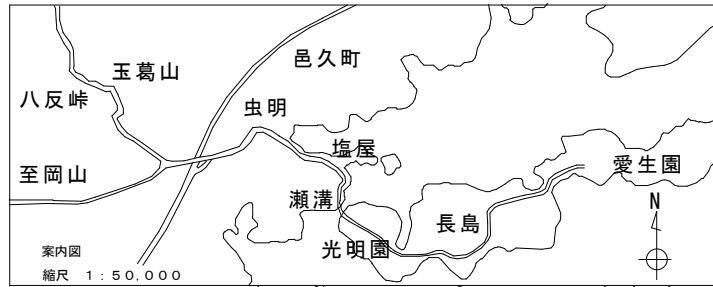 邑久町
玉葛山
八反峠
虫明
塩屋
愛生園
至岡山
瀬溝
N
長島
光明園
案内図
縮尺 1:50,000